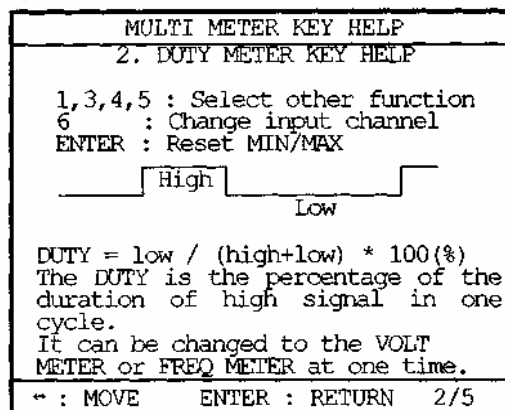 MULTI METER KEY HELP
2. DUTY METER KEY HELP
1,3,4,5 : Select other function
6 : Change input channel
ENTER : Reset MIN/MAX
High
Low
DUTY = low / (high+low) * 100(%)
The DUTY is the percentage of the
duration of high signal in one
cycle.
It can be changed to the VOLT
METER or FREQ METER at one time.
↔ : MOVE ENTER : RETURN 2/5